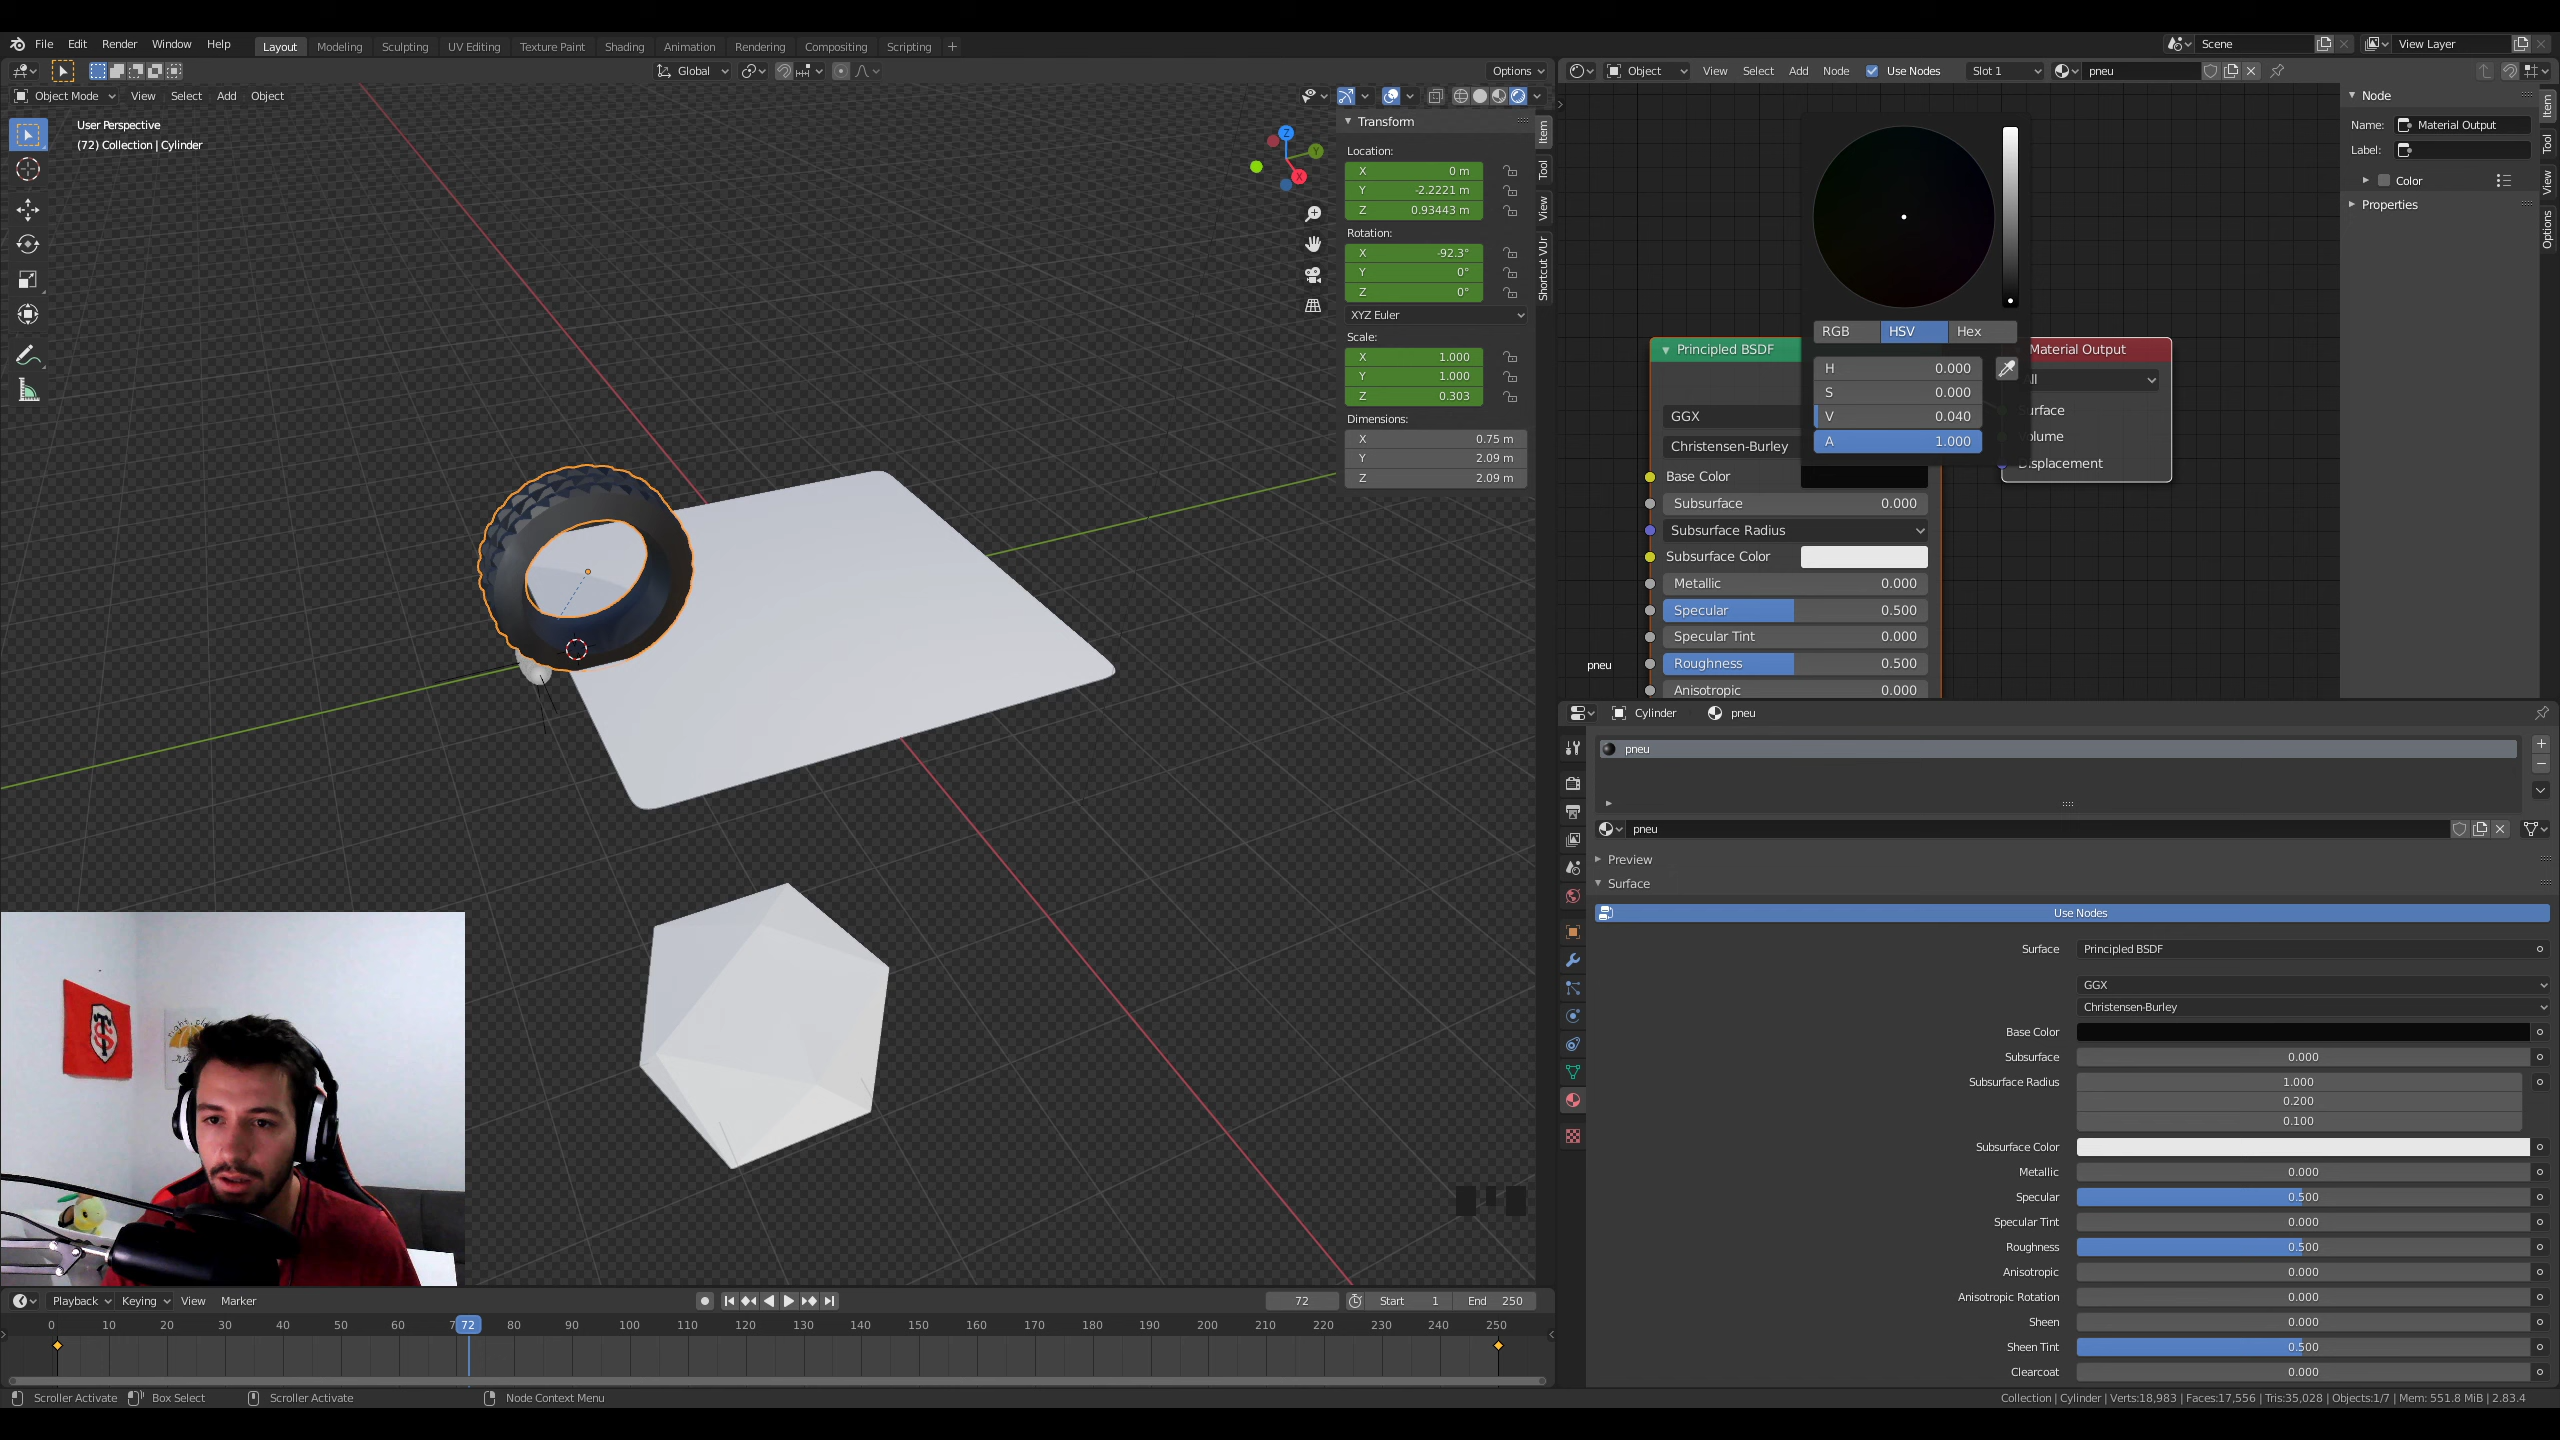 File Edit Render Window Help Layout Modeling Sculpting UV Editing Texture Paint Shading Animation Rendering Compositing Scripting + Scene View Layer
Global Options
Object View Select Add Node Use Nodes Slot 1 pneu
Object Mode View Select Add Object
User Perspective
(72) Collection | Cylinder
Z
Y
X
Transform
Location:
X 0 m
Y -2.2221 m
Z 0.93443 m
Rotation:
X -92.3°
Y 0°
Z 0°
XYZ Euler
Scale:
X 1.000
Y 1.000
Z 0.303
Dimensions:
X 0.75 m
Y 2.09 m
Z 2.09 m
Item
Tool
View
Shortcut VUr
RGB HSV Hex
H 0.000
S 0.000
V 0.040
A 1.000
Principled BSDF
GGX
Christensen-Burley
Base Color
Subsurface 0.000
Subsurface Radius
Subsurface Color
Metallic 0.000
Specular 0.500
Specular Tint 0.000
Roughness 0.500
Anisotropic 0.000
pneu
Material Output
Surface
Volume
Displacement
Node
Name: Material Output
Label:
Color
Properties
Item
Tool
View
Options
Cylinder pneu
pneu
pneu
Preview
Surface
Use Nodes
Surface Principled BSDF
GGX
Christensen-Burley
Base Color
Subsurface 0.000
Subsurface Radius 1.000
0.200
0.100
Subsurface Color
Metallic 0.000
Specular 0.500
Specular Tint 0.000
Roughness 0.500
Anisotropic 0.000
Anisotropic Rotation 0.000
Sheen 0.000
Sheen Tint 0.500
Clearcoat 0.000
Playback Keying View Marker 72 Start 1 End 250
0 10 20 30 40 50 60 72 80 90 100 110 120 130 140 150 160 170 180 190 200 210 220 230 240 250
Scroller Activate Box Select Scroller Activate Node Context Menu Collection | Cylinder | Verts:18,983 | Faces:17,556 | Tris:35,028 | Objects:1/7 | Mem: 551.8 MiB | 2.83.4